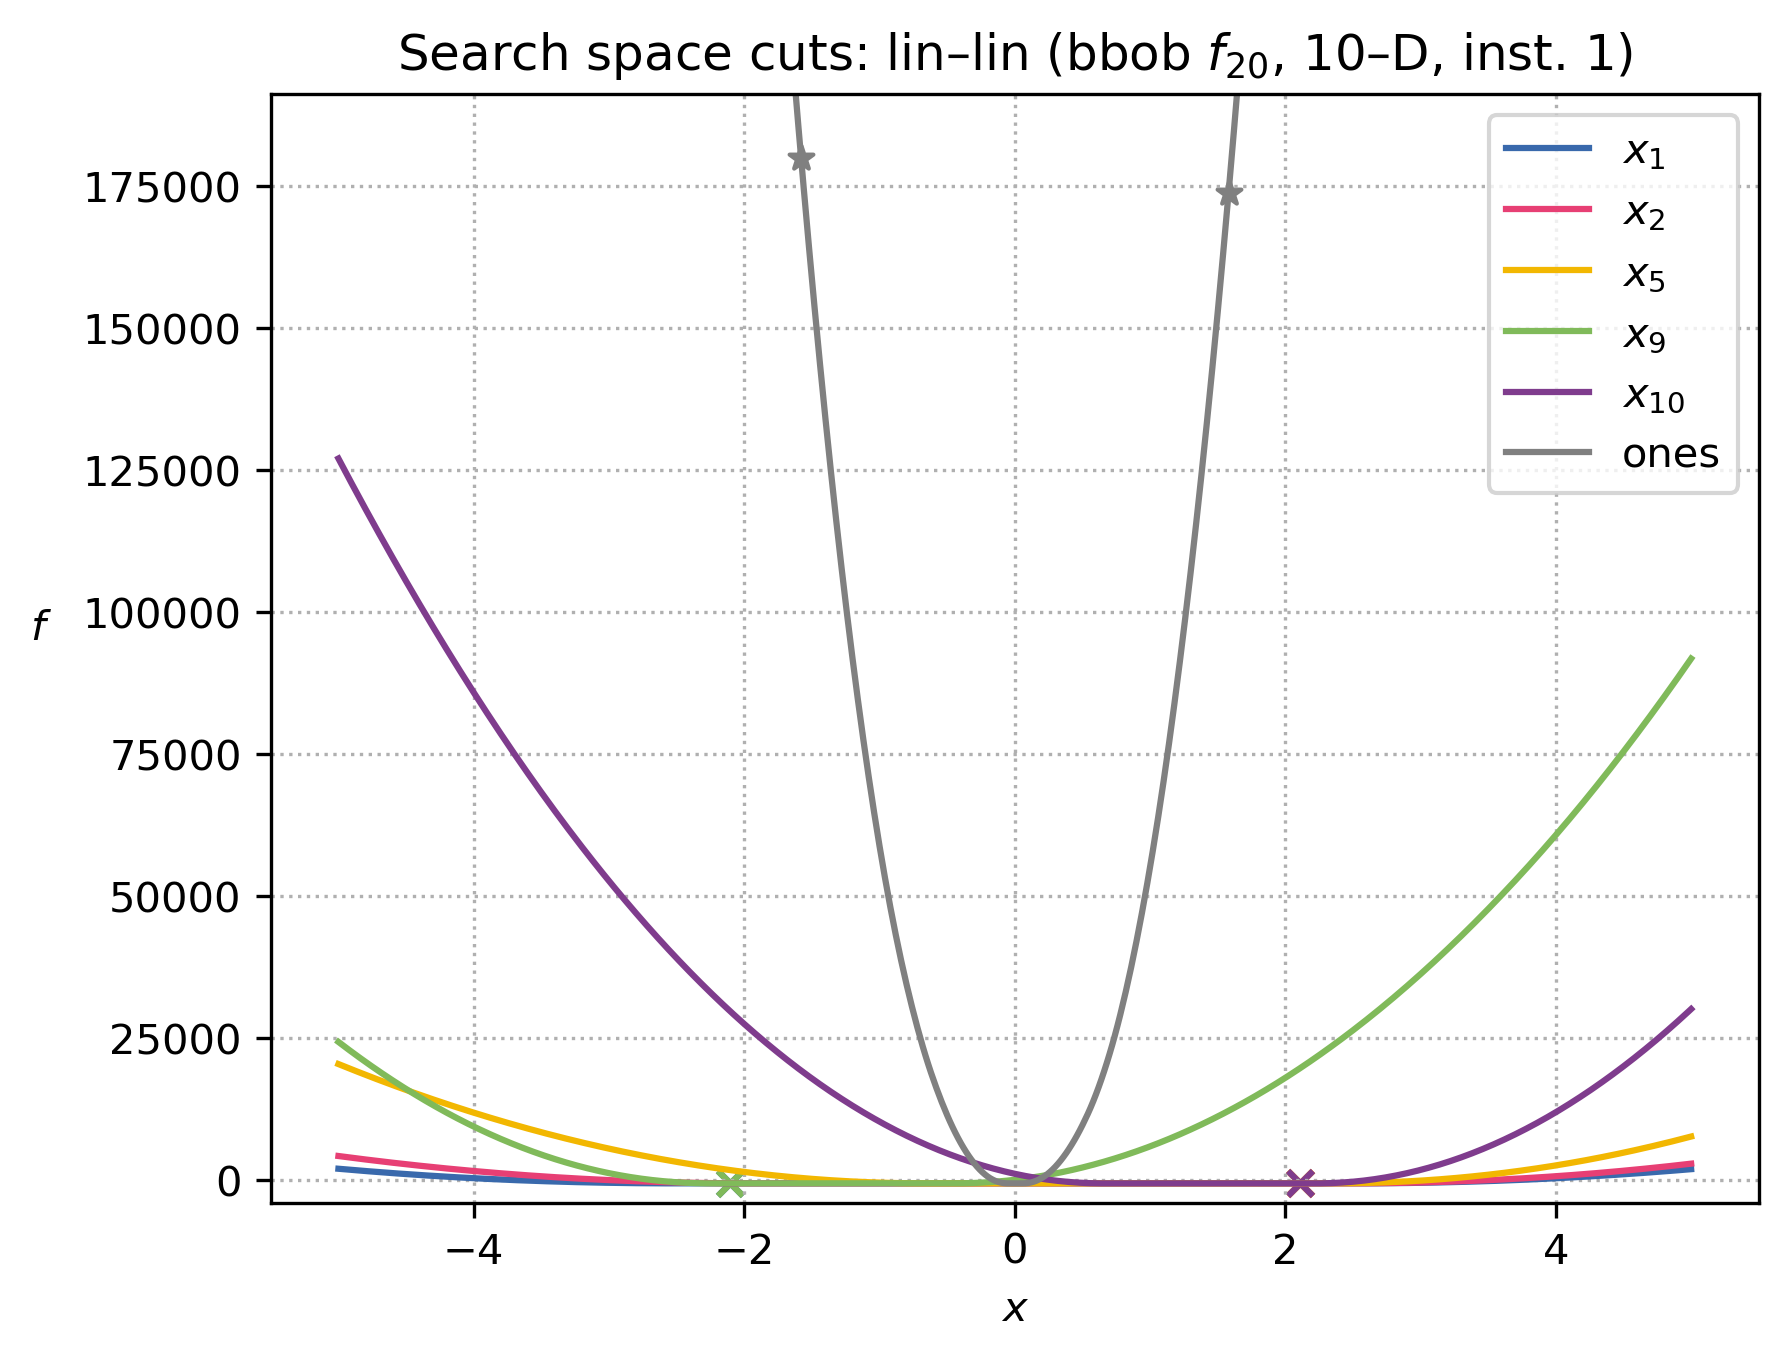 Search space cuts: lin–lin (bbob f₂₀, 10–D, inst. 1)
175000
150000
125000
100000
75000
50000
25000
0
f
−4
−2
0
2
4
x
x₁
x₂
x₅
x₉
x₁₀
ones